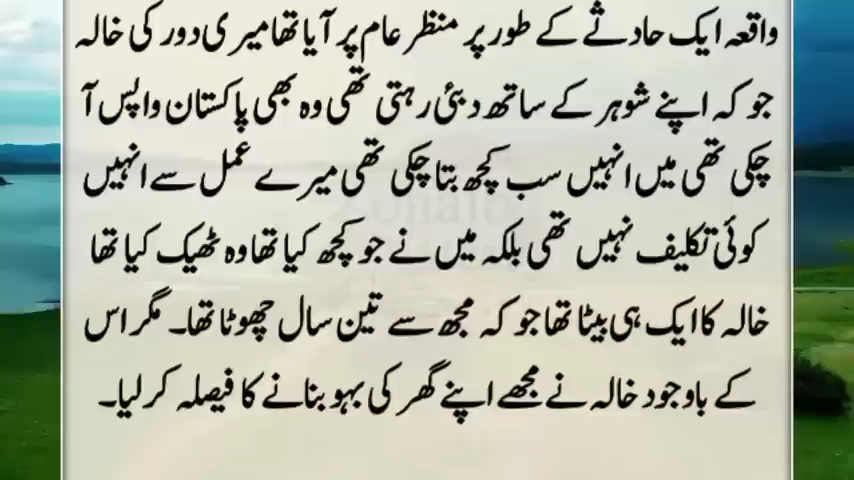 واقعہ ایک حادثے کے طور پر منظر عام پر آیا تھا میری دور کی خالہ
جو کہ اپنے شوہر کے ساتھ دبئی رہتی تھی وہ بھی پاکستان واپس آ
چکی تھی میں انہیں سب کچھ بتا چکی تھی میرے عمل سے انہیں
کوئی تکلیف نہیں تھی بلکہ میں نے جو کچھ کیا تھا وہ ٹھیک کیا تھا
خالہ کا ایک ہی بیٹا تھا جو کہ مجھ سے تین سال چھوٹا تھا۔ مگر اس
کے باوجود خالہ نے مجھے اپنے گھر کی بہو بنانے کا فیصلہ کر لیا۔